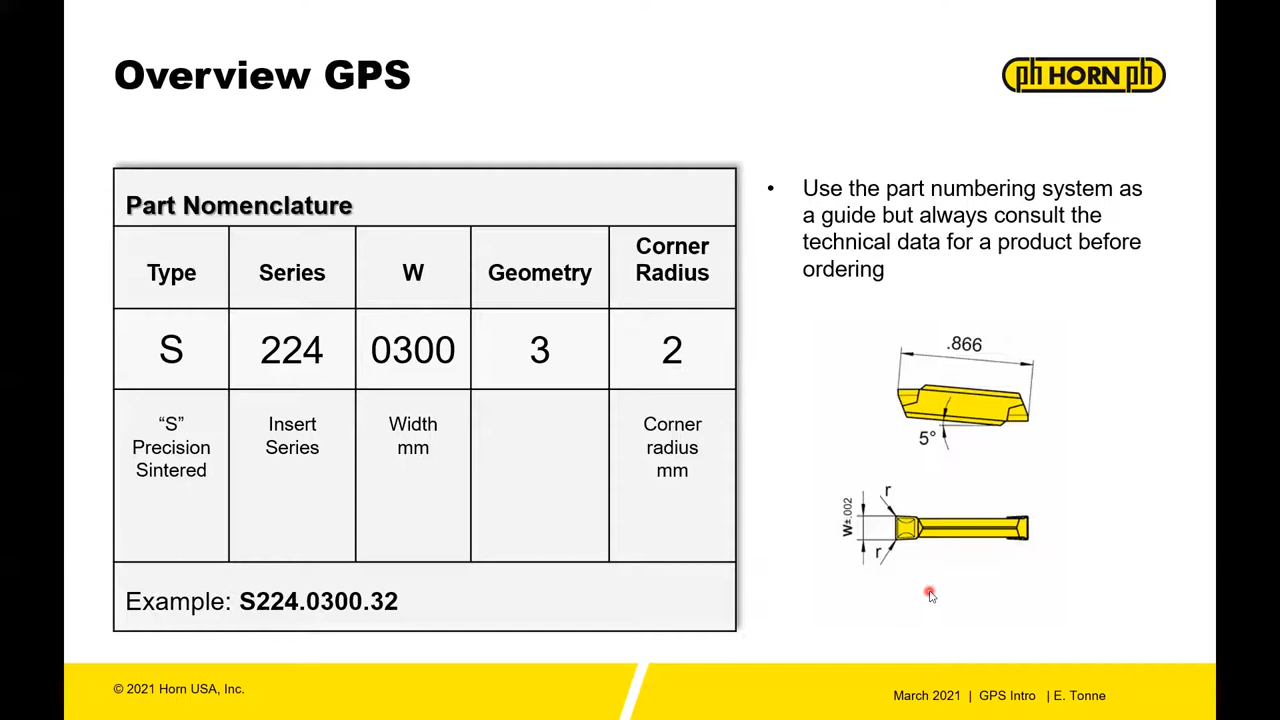 Overview GPS
ph HORN ph
Part Nomenclature
Type
Series
W
Geometry
Corner
Radius
S
224
0300
3
2
“S”
Precision
Sintered
Insert
Series
Width
mm
Corner
radius
mm
Example: S224.0300.32
• Use the part numbering system as
a guide but always consult the
technical data for a product before
ordering
.866
5°
W±.002
r
r
© 2021 Horn USA, Inc.
March 2021 | GPS Intro | E. Tonne